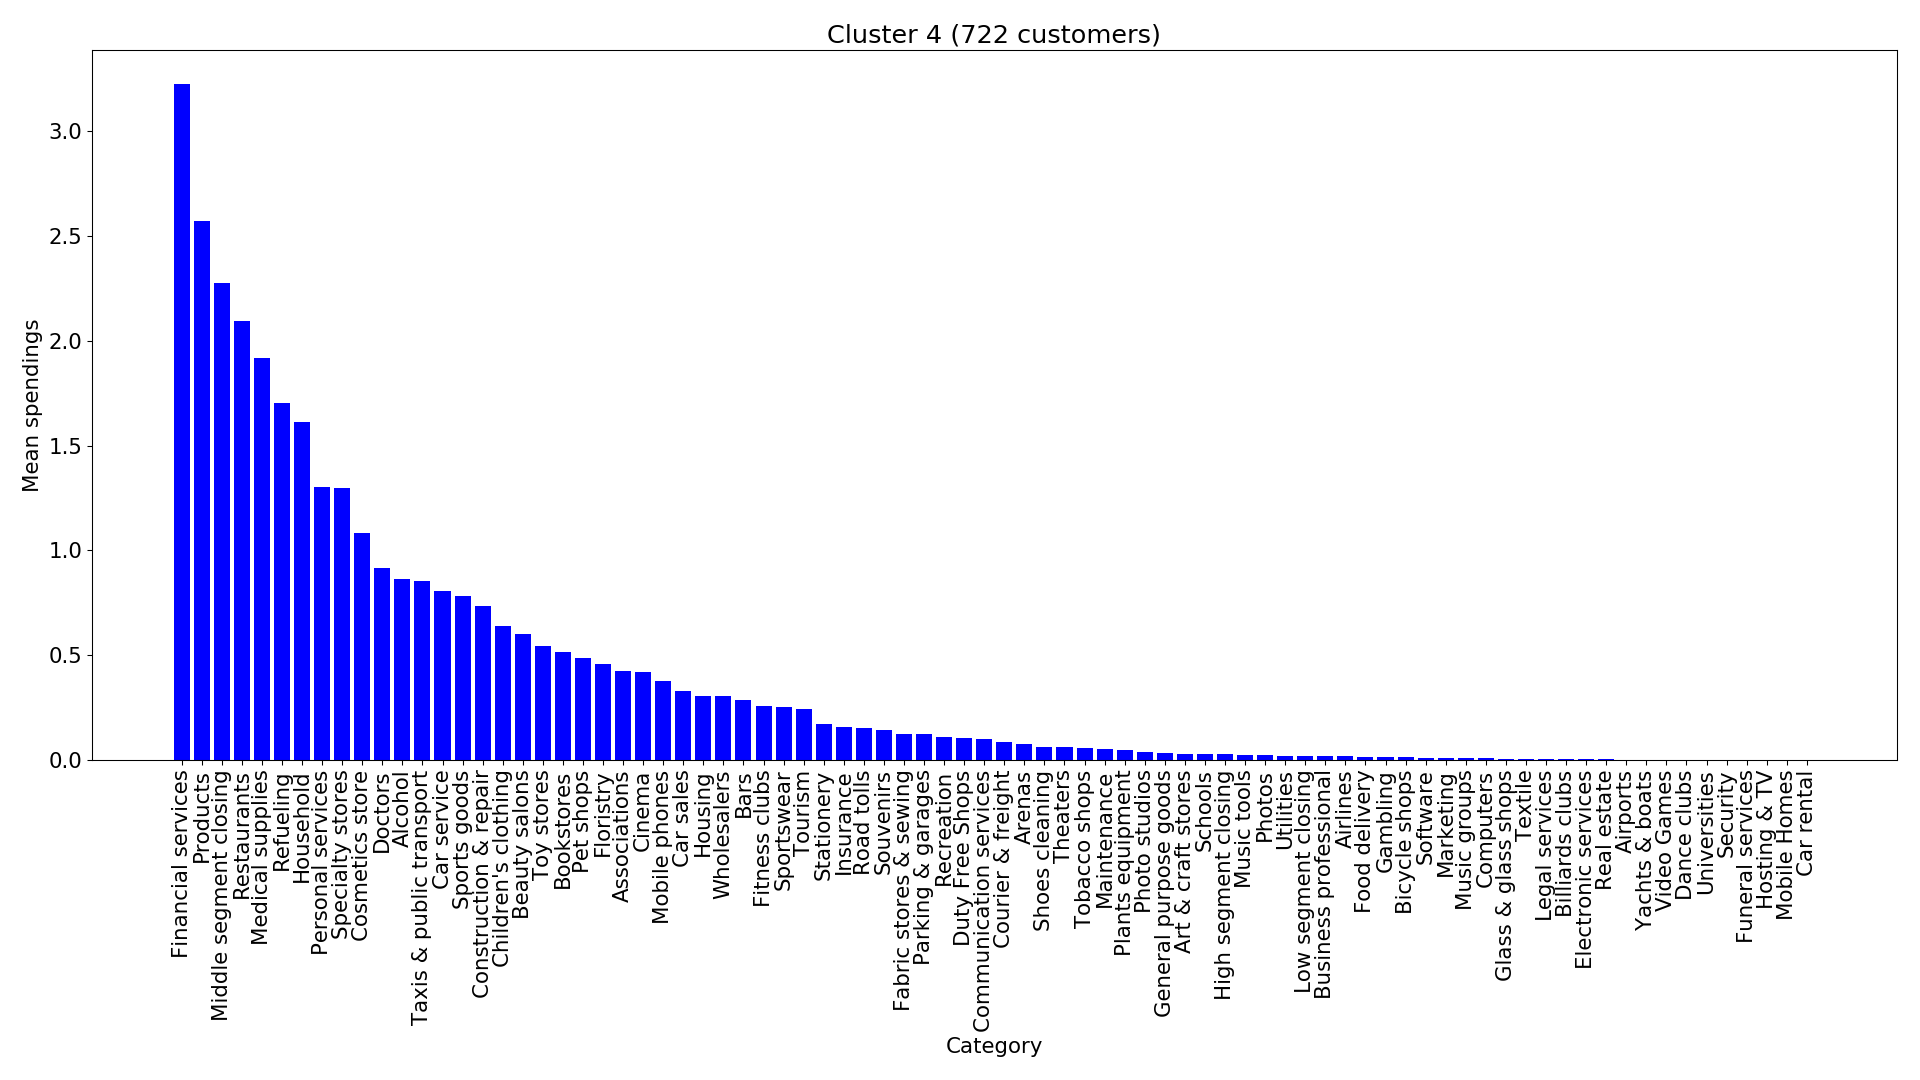 Cluster 4 (722 customers)
Mean spendings
3.0
2.5
2.0
1.5
1.0
0.5
0.0
Financial services
Products
Middle segment closing
Restaurants
Medical supplies
Refueling
Household
Personal services
Specialty stores
Cosmetics store
Doctors
Alcohol
Taxis & public transport
Car service
Sports goods
Construction & repair
Children's clothing
Beauty salons
Toy stores
Bookstores
Pet shops
Floristry
Associations
Cinema
Mobile phones
Car sales
Housing
Wholesalers
Bars
Fitness clubs
Sportswear
Tourism
Stationery
Insurance
Road tolls
Souvenirs
Fabric stores & sewing
Parking & garages
Recreation
Duty Free Shops
Communication services
Courier & freight
Arenas
Shoes cleaning
Theaters
Tobacco shops
Maintenance
Plants equipment
Photo studios
General purpose goods
Art & craft stores
Schools
High segment closing
Music tools
Photos
Utilities
Low segment closing
Business professional
Airlines
Food delivery
Gambling
Bicycle shops
Software
Marketing
Music groups
Computers
Glass & glass shops
Textile
Legal services
Billiards clubs
Electronic services
Real estate
Airports
Yachts & boats
Video Games
Dance clubs
Universities
Security
Funeral services
Hosting & TV
Mobile Homes
Car rental
Category